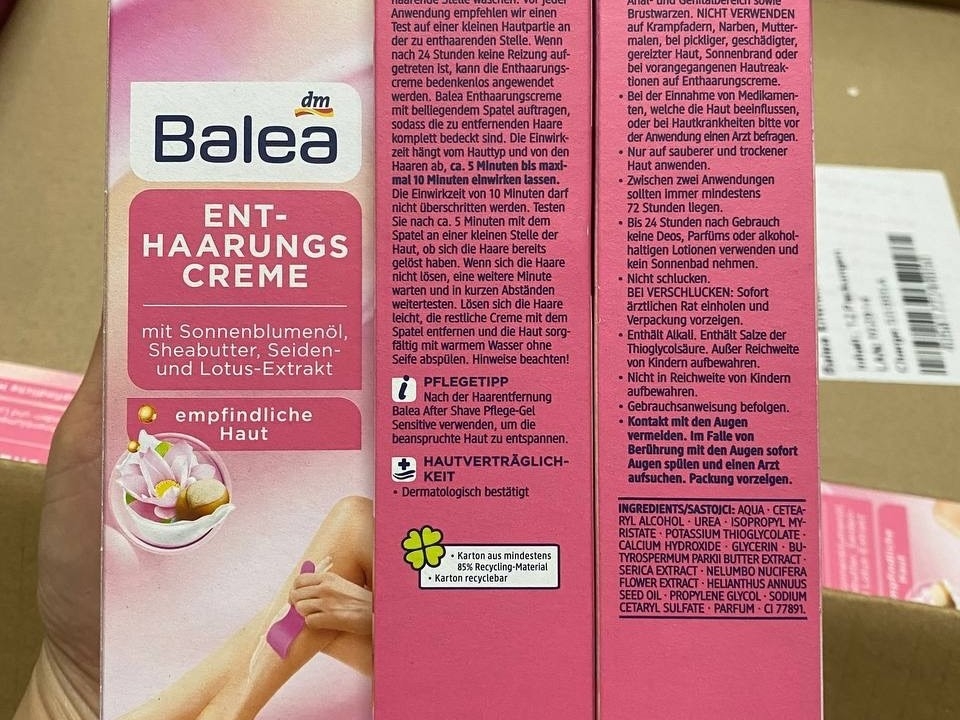 dm
Balea
ENT-
HAARUNGS
CREME
mit Sonnenblumenöl,
Sheabutter, Seiden-
und Lotus-Extrakt
empfindliche
Haut
haarende Stelle waschen. Vor jeder
Anwendung empfehlen wir einen
Test auf einer kleinen Hautpartie an
der zu enthaarenden Stelle. Wenn
nach 24 Stunden keine Reizung auf-
getreten ist, kann die Enthaarungs-
creme bedenkenlos angewendet
werden. Balea Enthaarungscreme
mit beiliegendem Spatel auftragen,
sodass die zu entfernenden Haare
komplett bedeckt sind. Die Einwirk-
zeit hängt vom Hauttyp und von den
Haaren ab, ca. 5 Minuten bis maxi-
mal 10 Minuten einwirken lassen.
Die Einwirkzeit von 10 Minuten darf
nicht überschritten werden. Testen
Sie nach ca. 5 Minuten mit dem
Spatel an einer kleinen Stelle der
Haut, ob sich die Haare bereits
gelöst haben. Wenn sich die Haare
nicht lösen, eine weitere Minute
warten und in kurzen Abständen
weitertesten. Lösen sich die Haare
leicht, die restliche Creme mit dem
Spatel entfernen und die Haut sorg-
fältig mit warmem Wasser ohne
Seife abspülen. Hinweise beachten!
i PFLEGETIPP
Nach der Haarentfernung
Balea After Shave Pflege-Gel
Sensitive verwenden, um die
beanspruchte Haut zu entspannen.
HAUTVERTRÄGLICH-
KEIT
• Dermatologisch bestätigt
• Karton aus mindestens
85% Recycling-Material
• Karton recyclebar
Anal- und Genitalbereich sowie
Brustwarzen. NICHT VERWENDEN
auf Krampfadern, Narben, Mutter-
malen, bei pickliger, geschädigter,
gereizter Haut, Sonnenbrand oder
bei vorangegangenen Hautreak-
tionen auf Enthaarungscreme.
• Bei der Einnahme von Medikamen-
ten, welche die Haut beeinflussen,
oder bei Hautkrankheiten bitte vor
der Anwendung einen Arzt befragen.
• Nur auf sauberer und trockener
Haut anwenden.
• Zwischen zwei Anwendungen
sollten immer mindestens
72 Stunden liegen.
• Bis 24 Stunden nach Gebrauch
keine Deos, Parfüms oder alkohol-
haltigen Lotionen verwenden und
kein Sonnenbad nehmen.
• Nicht schlucken.
BEI VERSCHLUCKEN: Sofort
ärztlichen Rat einholen und
Verpackung vorzeigen.
• Enthält Alkali. Enthält Salze der
Thioglycolsäure. Außer Reichweite
von Kindern aufbewahren.
• Nicht in Reichweite von Kindern
aufbewahren.
• Gebrauchsanweisung befolgen.
• Kontakt mit den Augen
vermeiden. Im Falle von
Berührung mit den Augen sofort
Augen spülen und einen Arzt
aufsuchen. Packung vorzeigen.
INGREDIENTS/SASTOJCI: AQUA · CETEA-
RYL ALCOHOL · UREA · ISOPROPYL MY-
RISTATE · POTASSIUM THIOGLYCOLATE ·
CALCIUM HYDROXIDE · GLYCERIN · BU-
TYROSPERMUM PARKII BUTTER EXTRACT ·
SERICA EXTRACT · NELUMBO NUCIFERA
FLOWER EXTRACT · HELIANTHUS ANNUUS
SEED OIL · PROPYLENE GLYCOL · SODIUM
CETARYL SULFATE · PARFUM · CI 77891.